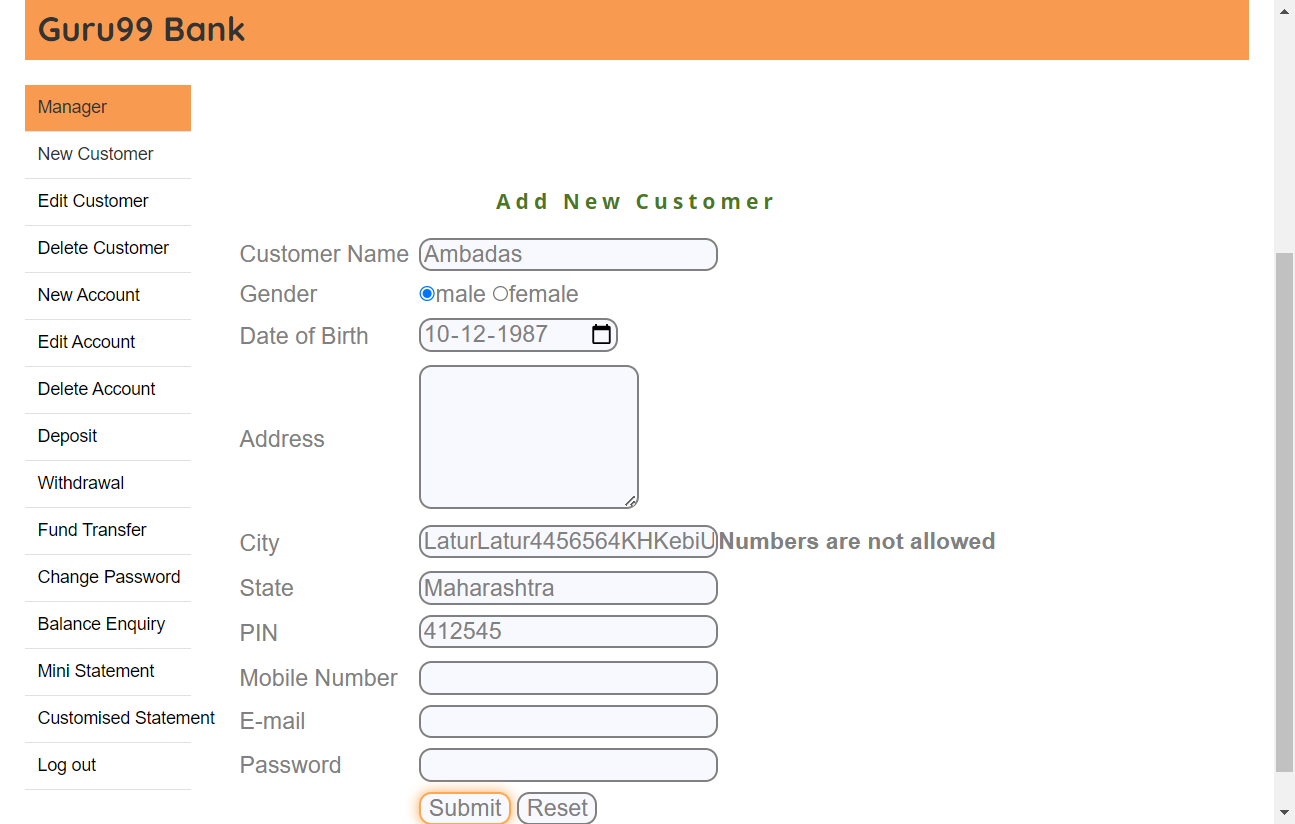 Guru99 Bank
Manager
New Customer
Edit Customer
Delete Customer
New Account
Edit Account
Delete Account
Deposit
Withdrawal
Fund Transfer
Change Password
Balance Enquiry
Mini Statement
Customised Statement
Log out
Add New Customer
Customer Name Ambadas
Gender male female
Date of Birth 10-12-1987
Address
City LaturLatur4456564KHKebiU Numbers are not allowed
State Maharashtra
PIN 412545
Mobile Number
E-mail
Password
Submit Reset